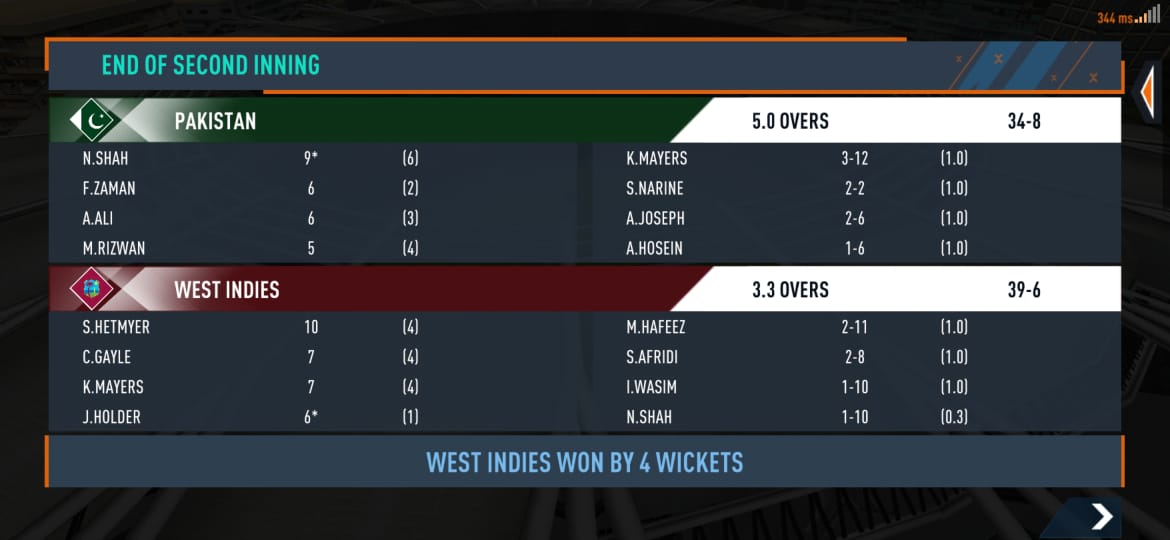 344 ms
END OF SECOND INNING
PAKISTAN 5.0 OVERS 34-8
N.SHAH 9* (6) K.MAYERS 3-12 (1.0)
F.ZAMAN 6 (2) S.NARINE 2-2 (1.0)
A.ALI 6 (3) A.JOSEPH 2-6 (1.0)
M.RIZWAN 5 (4) A.HOSEIN 1-6 (1.0)
WEST INDIES 3.3 OVERS 39-6
S.HETMYER 10 (4) M.HAFEEZ 2-11 (1.0)
C.GAYLE 7 (4) S.AFRIDI 2-8 (1.0)
K.MAYERS 7 (4) I.WASIM 1-10 (1.0)
J.HOLDER 6* (1) N.SHAH 1-10 (0.3)
WEST INDIES WON BY 4 WICKETS